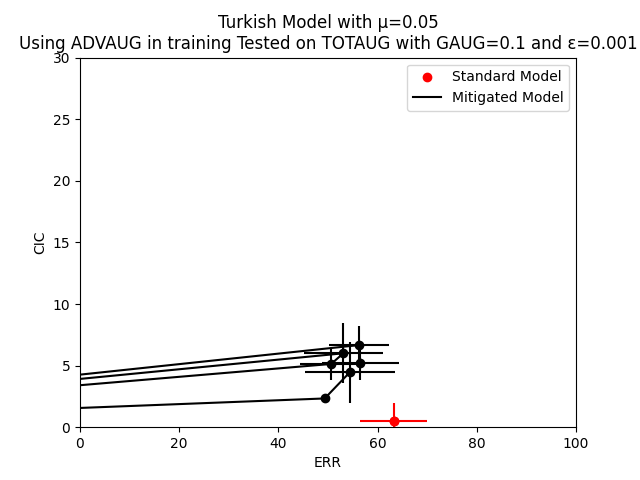 Turkish Model with μ=0.05
Using ADVAUG in training Tested on TOTAUG with GAUG=0.1 and ε=0.001
Standard Model
Mitigated Model
30
25
20
15
10
5
0
CIC
0 20 40 60 80 100
ERR